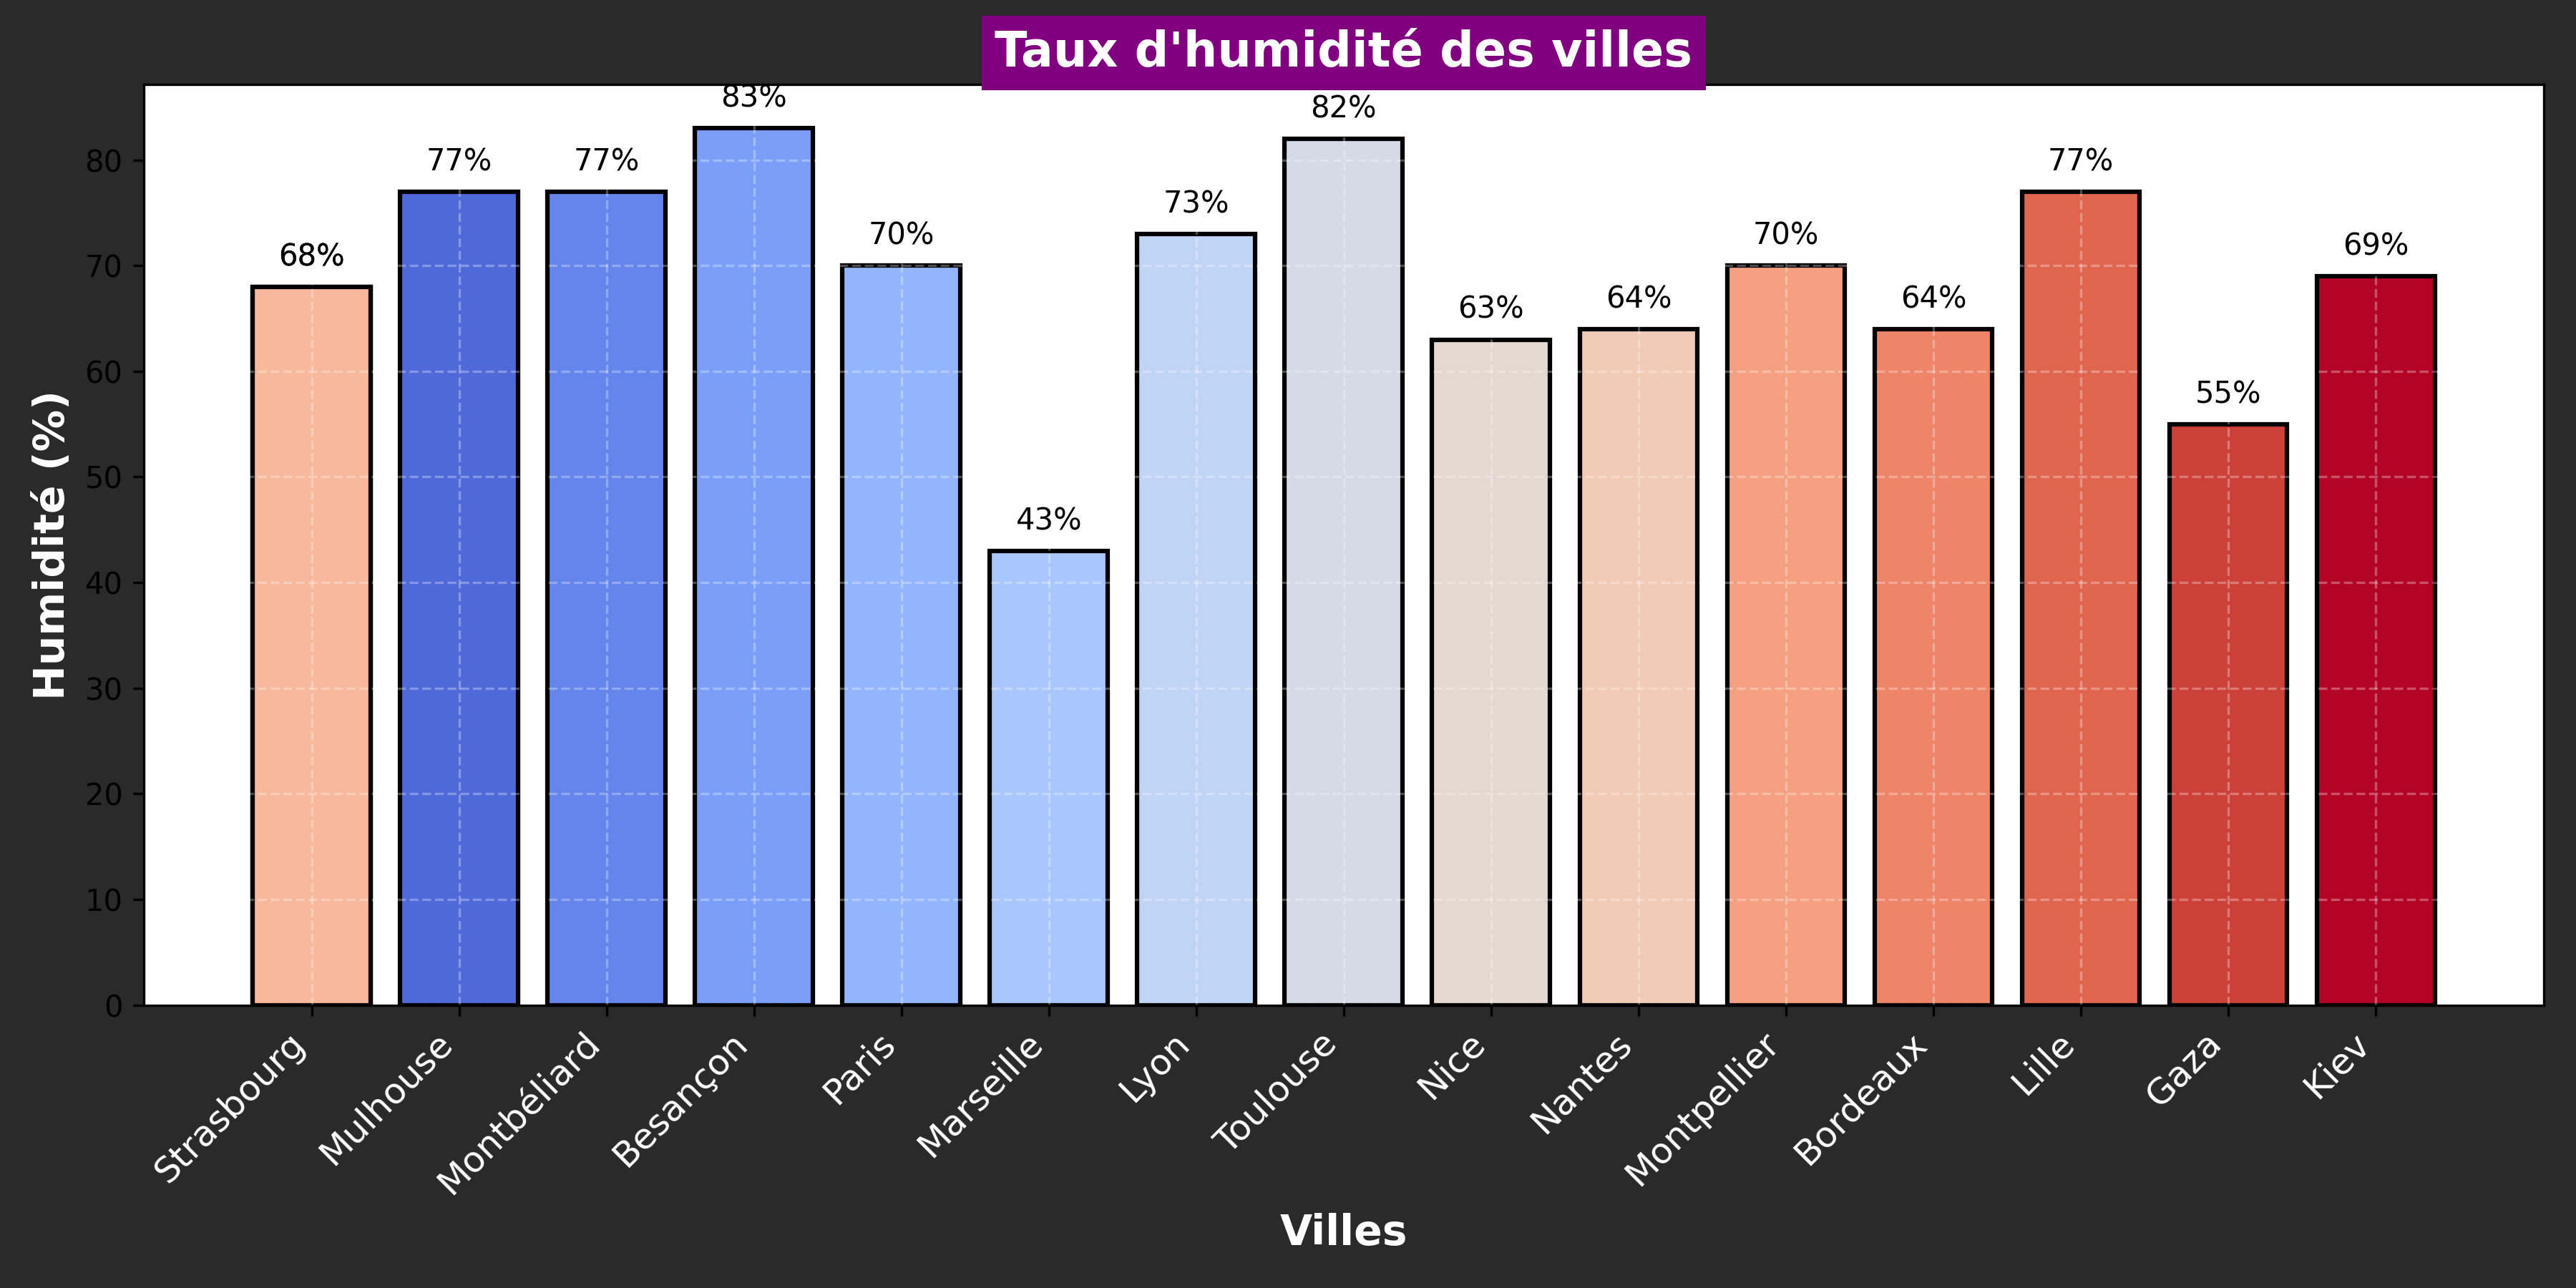 Taux d'humidité des villes
Humidité (%)
80
70
60
50
40
30
20
10
0
68%
77%
77%
83%
70%
43%
73%
82%
63%
64%
70%
64%
77%
55%
69%
Strasbourg
Mulhouse
Montbéliard
Besançon
Paris
Marseille
Lyon
Toulouse
Nice
Nantes
Montpellier
Bordeaux
Lille
Gaza
Kiev
Villes